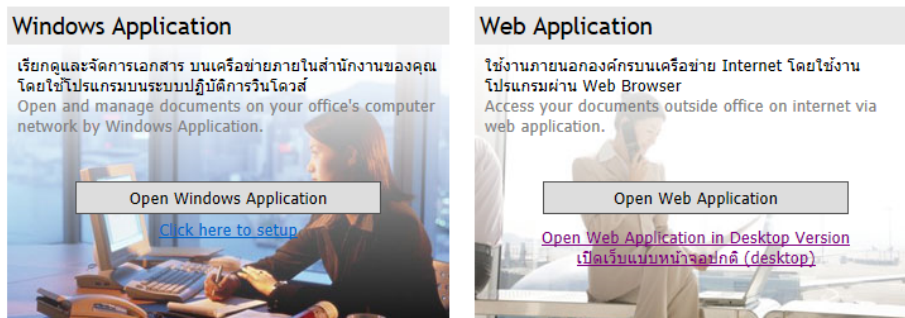 Windows Application
เรียกดูและจัดการเอกสาร บนเครือข่ายภายในสำนักงานของคุณ
โดยใช้โปรแกรมบนระบบปฏิบัติการวินโดวส์
Open and manage documents on your office's computer
network by Windows Application.
Open Windows Application
Click here to setup
Web Application
ใช้งานภายนอกองค์กรบนเครือข่าย Internet โดยใช้งาน
โปรแกรมผ่าน Web Browser
Access your documents outside office on internet via
web application.
Open Web Application
Open Web Application in Desktop Version
เปิดเว็บแบบหน้าจอปกติ (desktop)